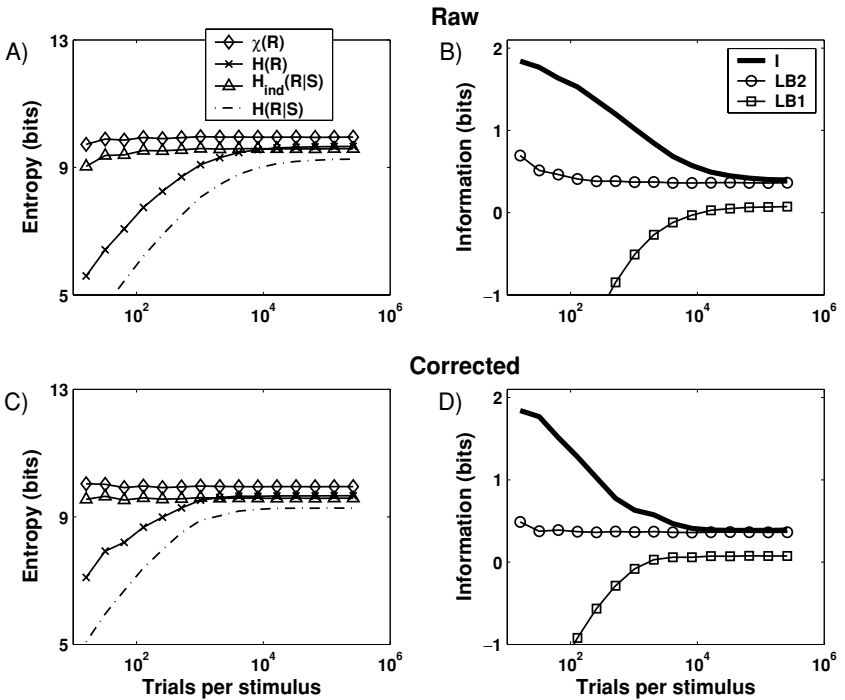 Raw
A)
Entropy (bits)
13
9
5
10^2
10^4
10^6
χ(R)
H(R)
H_ind(R|S)
H(R|S)
B)
Information (bits)
2
1
0
−1
10^2
10^4
10^6
I
LB2
LB1
Corrected
C)
Entropy (bits)
13
9
5
10^2
10^4
10^6
Trials per stimulus
D)
Information (bits)
2
1
0
−1
10^2
10^4
10^6
Trials per stimulus